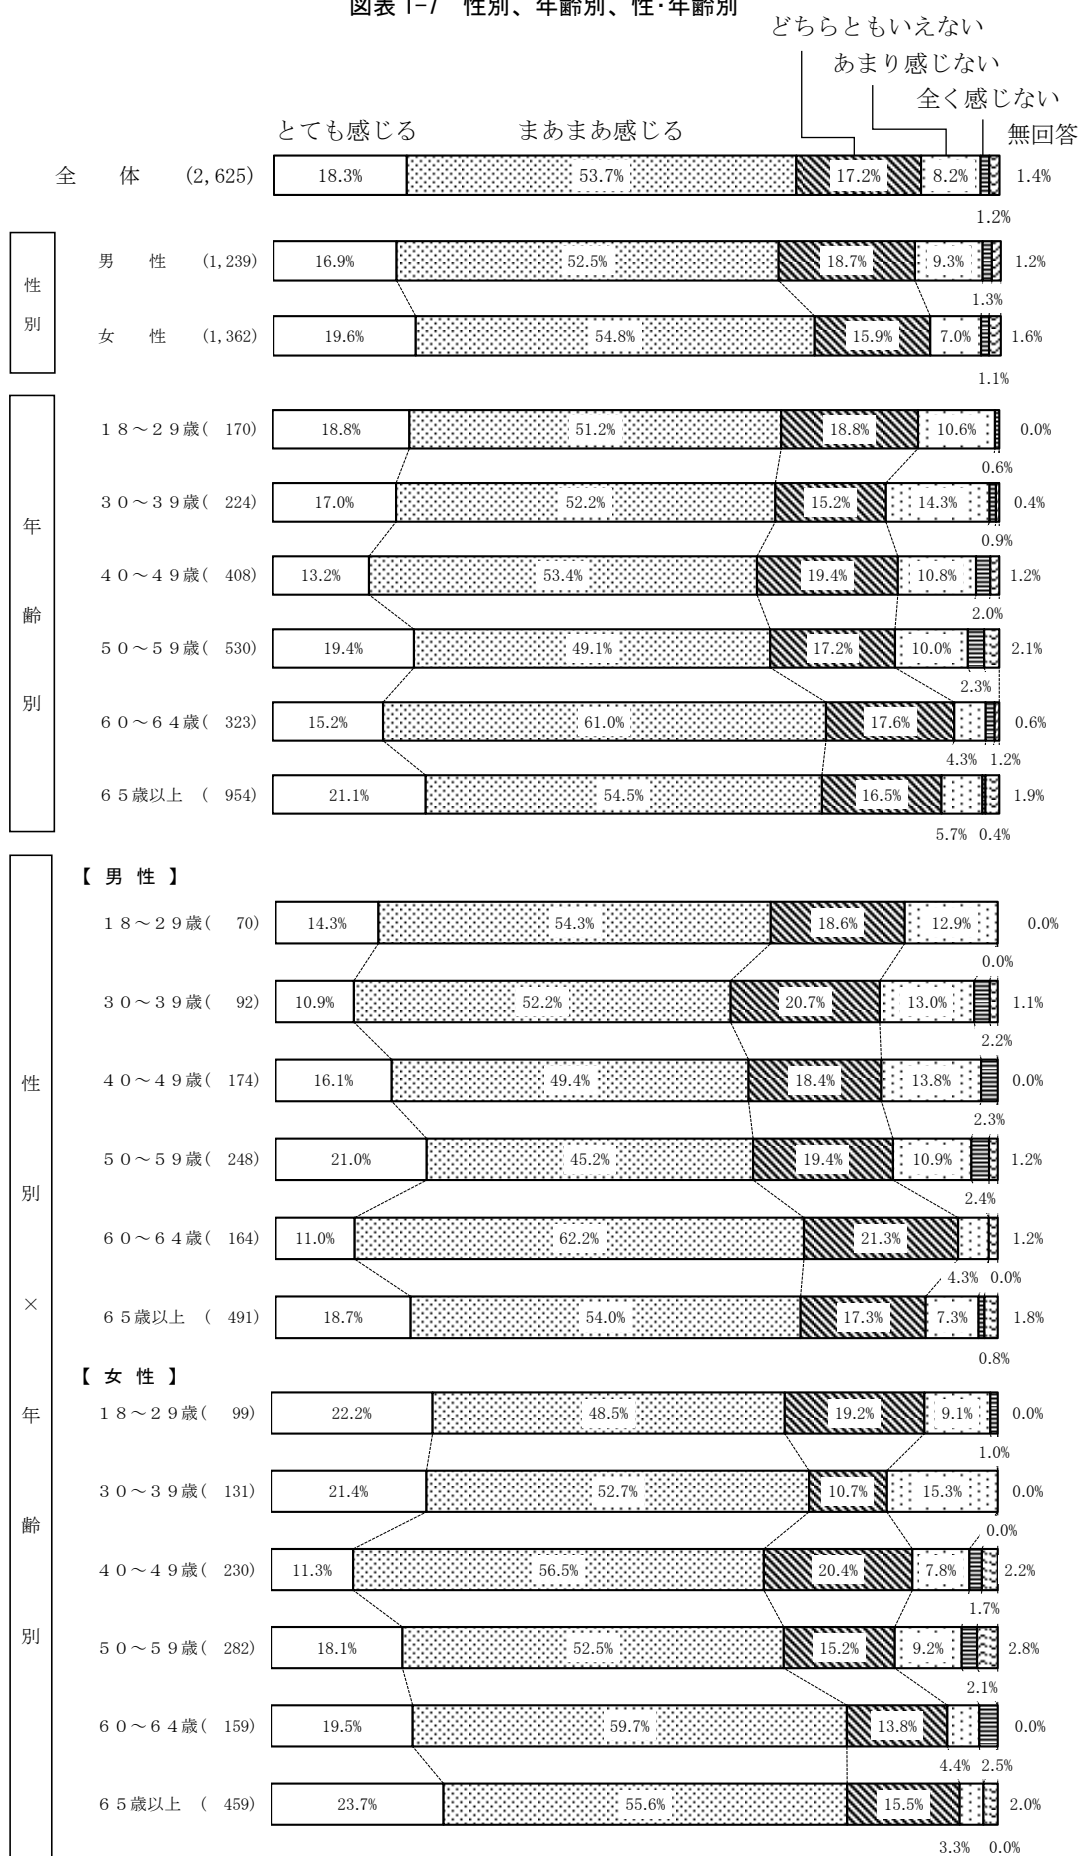 図表 1-7　性別、年齢別、性･年齢別
どちらともいえない
あまり感じない
全く感じない
とても感じる　まあまあ感じる　無回答
全　体　(2,625)　18.3%　53.7%　17.2%　8.2%　1.4%
1.2%
性別
男　性　(1,239)　16.9%　52.5%　18.7%　9.3%　1.2%
1.3%
女　性　(1,362)　19.6%　54.8%　15.9%　7.0%　1.6%
1.1%
年齢別
１８～２９歳(　170)　18.8%　51.2%　18.8%　10.6%　0.0%
0.6%
３０～３９歳(　224)　17.0%　52.2%　15.2%　14.3%　0.4%
0.9%
４０～４９歳(　408)　13.2%　53.4%　19.4%　10.8%　1.2%
2.0%
５０～５９歳(　530)　19.4%　49.1%　17.2%　10.0%　2.1%
2.3%
６０～６４歳(　323)　15.2%　61.0%　17.6%　0.6%
4.3%　1.2%
６５歳以上　(　954)　21.1%　54.5%　16.5%　1.9%
5.7%　0.4%
性別×年齢別
【 男 性 】
１８～２９歳(　70)　14.3%　54.3%　18.6%　12.9%　0.0%
0.0%
３０～３９歳(　92)　10.9%　52.2%　20.7%　13.0%　1.1%
2.2%
４０～４９歳(　174)　16.1%　49.4%　18.4%　13.8%　0.0%
2.3%
５０～５９歳(　248)　21.0%　45.2%　19.4%　10.9%　1.2%
2.4%
６０～６４歳(　164)　11.0%　62.2%　21.3%　1.2%
4.3%　0.0%
６５歳以上　(　491)　18.7%　54.0%　17.3%　7.3%　1.8%
0.8%
【 女 性 】
１８～２９歳(　99)　22.2%　48.5%　19.2%　9.1%　0.0%
1.0%
３０～３９歳(　131)　21.4%　52.7%　10.7%　15.3%　0.0%
0.0%
４０～４９歳(　230)　11.3%　56.5%　20.4%　7.8%　2.2%
1.7%
５０～５９歳(　282)　18.1%　52.5%　15.2%　9.2%　2.8%
2.1%
６０～６４歳(　159)　19.5%　59.7%　13.8%　0.0%
4.4%　2.5%
６５歳以上　(　459)　23.7%　55.6%　15.5%　2.0%
3.3%　0.0%